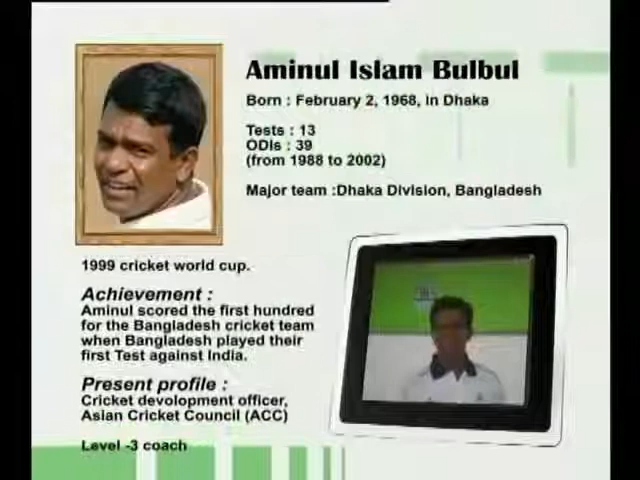 Aminul Islam Bulbul
Born : February 2, 1968, in Dhaka
Tests : 13
ODIs : 39
(from 1988 to 2002)
Major team :Dhaka Division, Bangladesh
1999 cricket world cup.
Achievement :
Aminul scored the first hundred
for the Bangladesh cricket team
when Bangladesh played their
first Test against India.
Present profile :
Cricket devolopment officer,
Asian Cricket Council (ACC)
Level -3 coach